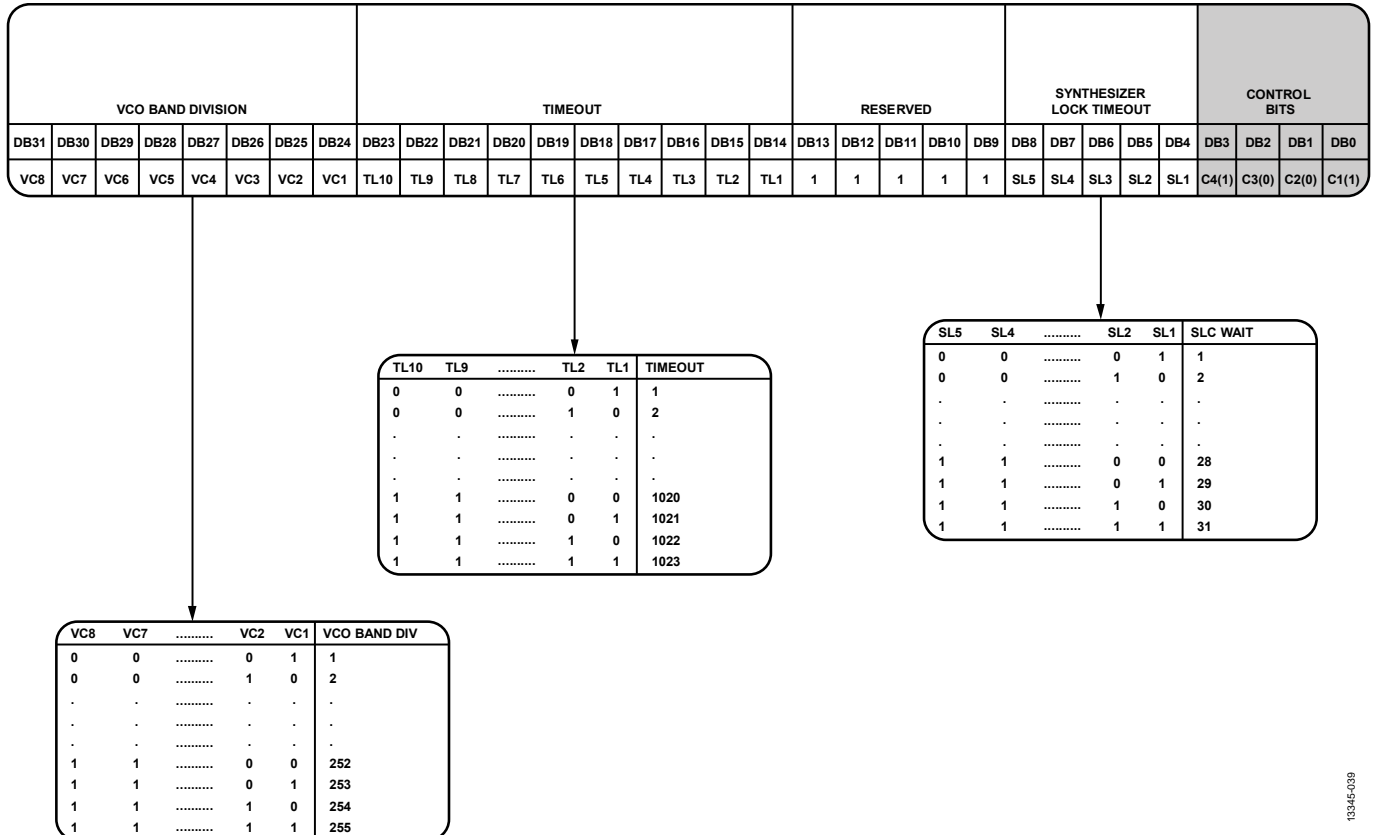 VCO BAND DIVISION TIMEOUT RESERVED SYNTHESIZER LOCK TIMEOUT CONTROL BITS
DB31 DB30 DB29 DB28 DB27 DB26 DB25 DB24 DB23 DB22 DB21 DB20 DB19 DB18 DB17 DB16 DB15 DB14 DB13 DB12 DB11 DB10 DB9 DB8 DB7 DB6 DB5 DB4 DB3 DB2 DB1 DB0
VC8 VC7 VC6 VC5 VC4 VC3 VC2 VC1 TL10 TL9 TL8 TL7 TL6 TL5 TL4 TL3 TL2 TL1 1 1 1 1 1 SL5 SL4 SL3 SL2 SL1 C4(1) C3(0) C2(0) C1(1)
SL5 SL4 .......... SL2 SL1 SLC WAIT
0 0 .......... 0 1 1
0 0 .......... 1 0 2
. . .......... . . .
. . .......... . . .
. . .......... . . .
1 1 .......... 0 0 28
1 1 .......... 0 1 29
1 1 .......... 1 0 30
1 1 .......... 1 1 31
TL10 TL9 .......... TL2 TL1 TIMEOUT
0 0 .......... 0 1 1
0 0 .......... 1 0 2
. . .......... . . .
. . .......... . . .
. . .......... . . .
1 1 .......... 0 0 1020
1 1 .......... 0 1 1021
1 1 .......... 1 0 1022
1 1 .......... 1 1 1023
VC8 VC7 .......... VC2 VC1 VCO BAND DIV
0 0 .......... 0 1 1
0 0 .......... 1 0 2
. . .......... . . .
. . .......... . . .
. . .......... . . .
1 1 .......... 0 0 252
1 1 .......... 0 1 253
1 1 .......... 1 0 254
1 1 .......... 1 1 255
13345-039